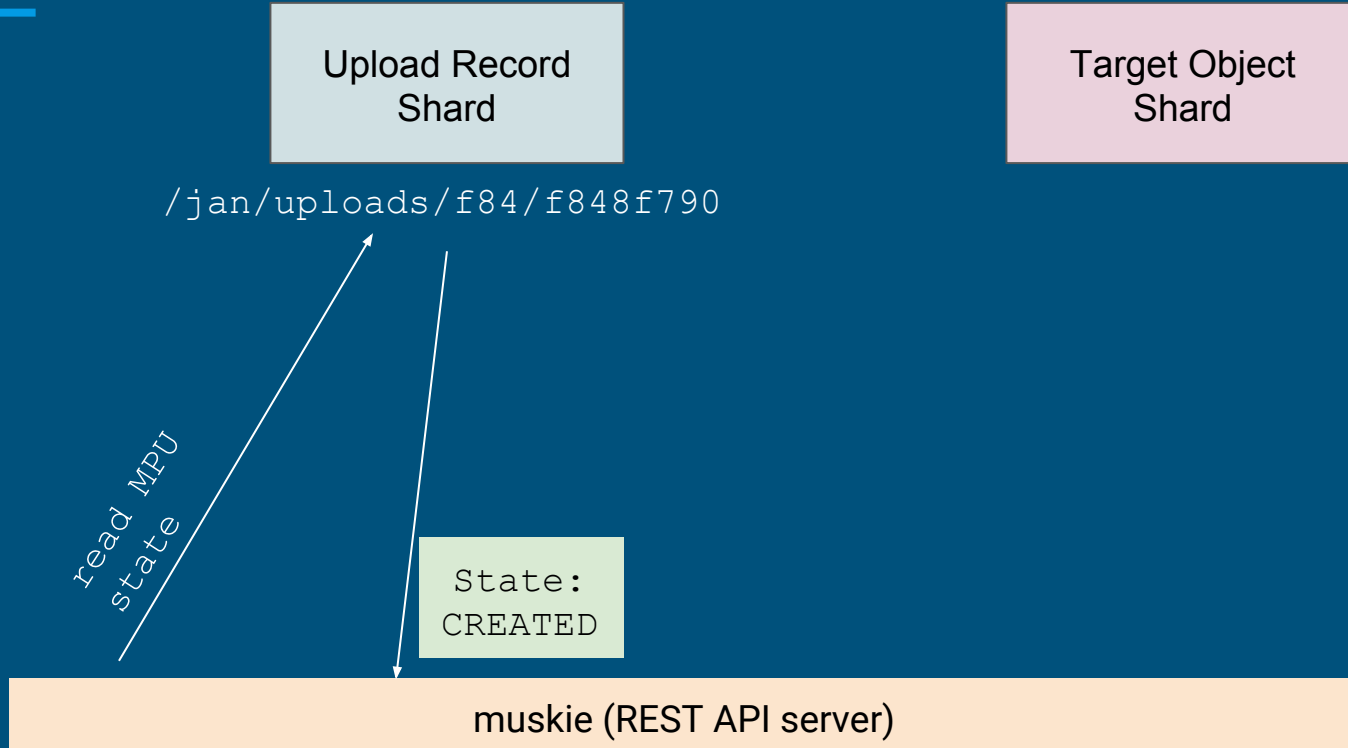 Upload Record
Shard
Target Object
Shard
/jan/uploads/f84/f848f790
read MPU
state
State:
CREATED
muskie (REST API server)